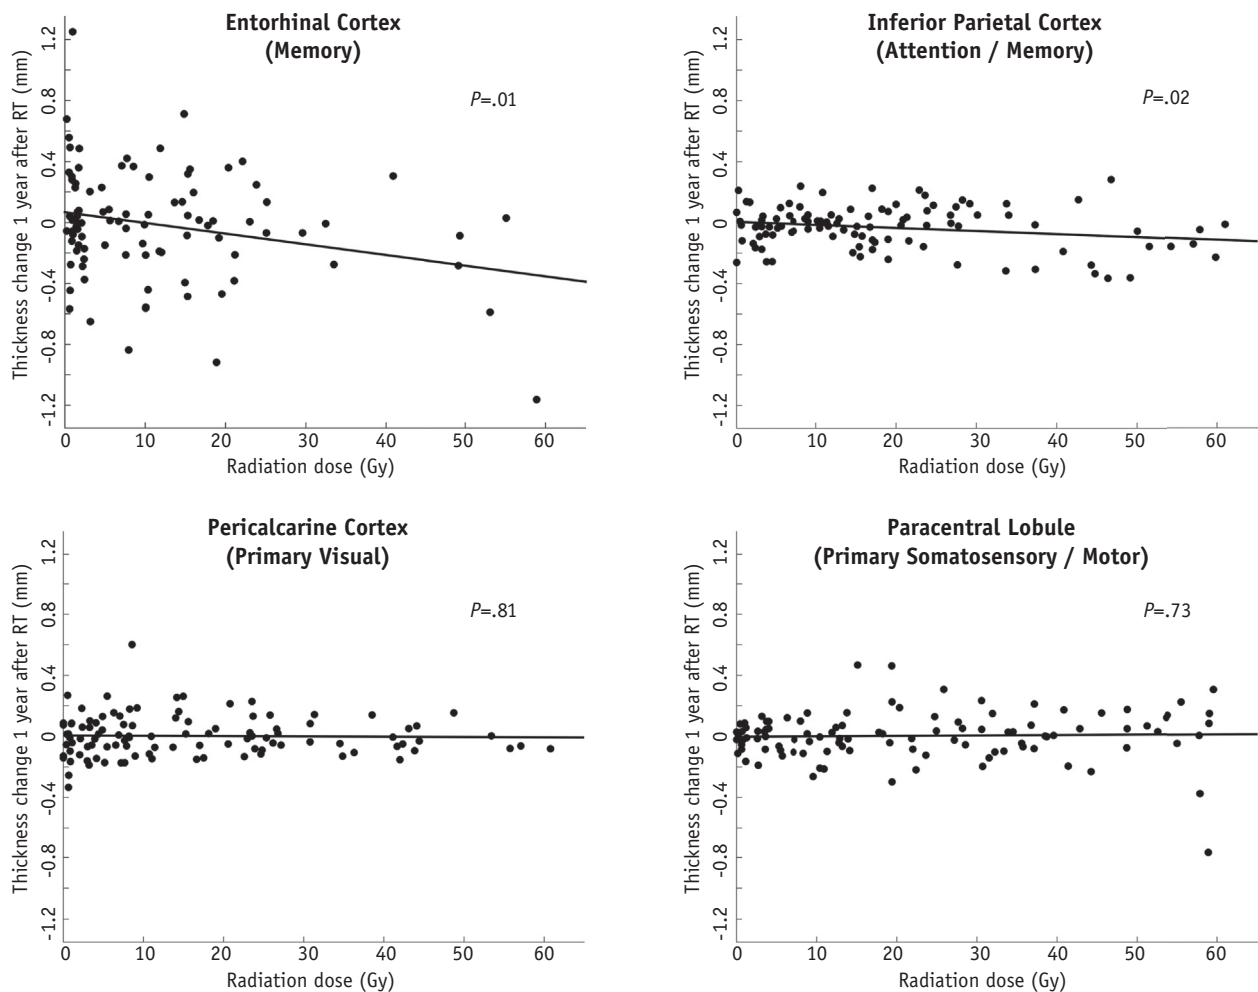 Entorhinal Cortex
(Memory)
P=.01
Thickness change 1 year after RT (mm)
1.2
0.8
0.4
0
-0.4
-0.8
-1.2
0 10 20 30 40 50 60
Radiation dose (Gy)
Inferior Parietal Cortex
(Attention / Memory)
P=.02
Thickness change 1 year after RT (mm)
1.2
0.8
0.4
0
-0.4
-0.8
-1.2
0 10 20 30 40 50 60
Radiation dose (Gy)
Pericalcarine Cortex
(Primary Visual)
P=.81
Thickness change 1 year after RT (mm)
1.2
0.8
0.4
0
-0.4
-0.8
-1.2
0 10 20 30 40 50 60
Radiation dose (Gy)
Paracentral Lobule
(Primary Somatosensory / Motor)
P=.73
Thickness change 1 year after RT (mm)
1.2
0.8
0.4
0
-0.4
-0.8
-1.2
0 10 20 30 40 50 60
Radiation dose (Gy)